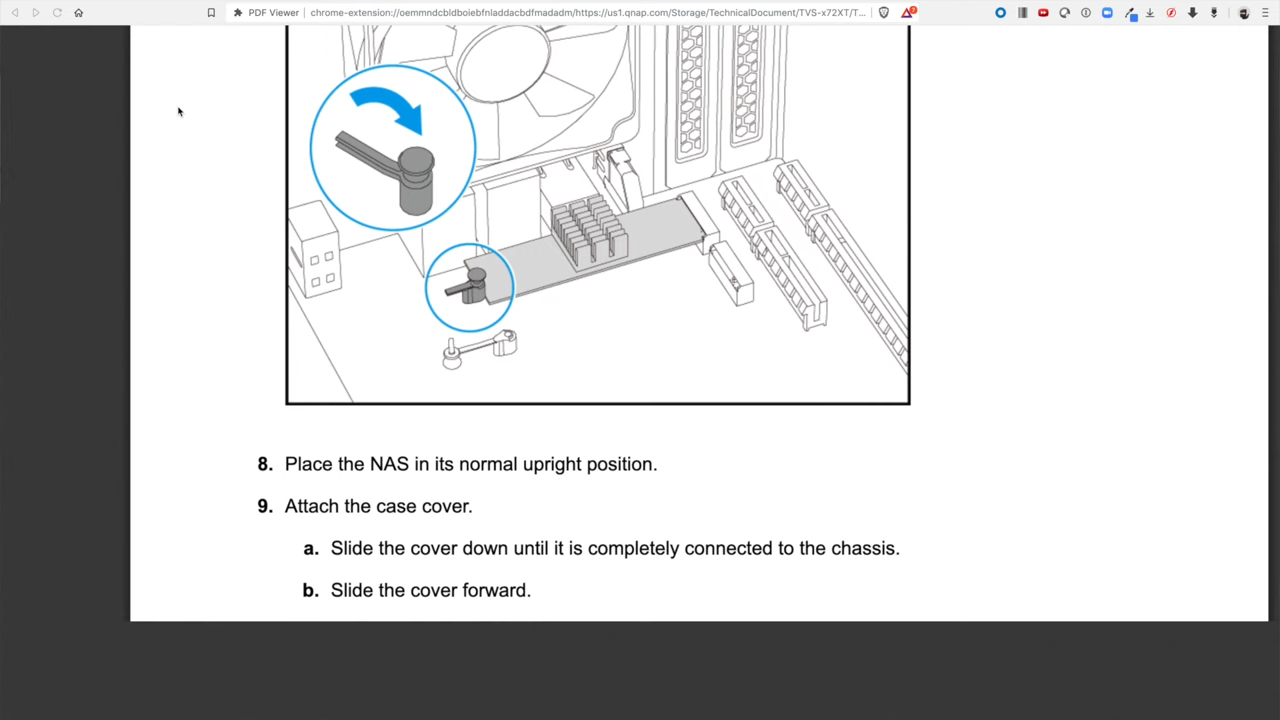 PDF Viewer chrome-extension://oemmndcbldboiebfnladdacbdfmadadm/https://us1.qnap.com/Storage/TechnicalDocument/TVS-x72XT/T...
8. Place the NAS in its normal upright position.
9. Attach the case cover.
a. Slide the cover down until it is completely connected to the chassis.
b. Slide the cover forward.